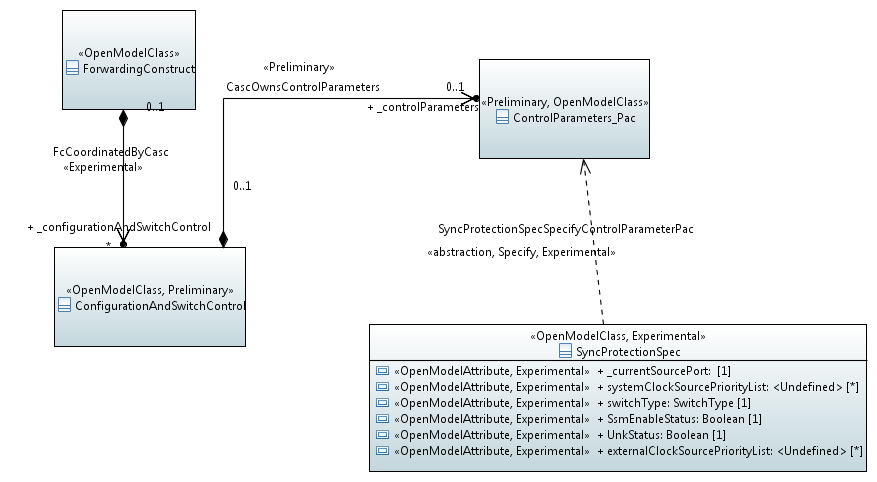 «OpenModelClass»
ForwardingConstruct
0..1
FcCoordinatedByCasc
«Experimental»
+ _configurationAndSwitchControl
*
«OpenModelClass, Preliminary»
ConfigurationAndSwitchControl
«Preliminary»
CascOwnsControlParameters
0..1
+ _controlParameters
0..1
«Preliminary, OpenModelClass»
ControlParameters_Pac
SyncProtectionSpecSpecifyControlParameterPac
«abstraction, Specify, Experimental»
«OpenModelClass, Experimental»
SyncProtectionSpec
«OpenModelAttribute, Experimental» + _currentSourcePort: [1]
«OpenModelAttribute, Experimental» + systemClockSourcePriorityList: <Undefined> [*]
«OpenModelAttribute, Experimental» + switchType: SwitchType [1]
«OpenModelAttribute, Experimental» + SsmEnableStatus: Boolean [1]
«OpenModelAttribute, Experimental» + UnkStatus: Boolean [1]
«OpenModelAttribute, Experimental» + externalClockSourcePriorityList: <Undefined> [*]